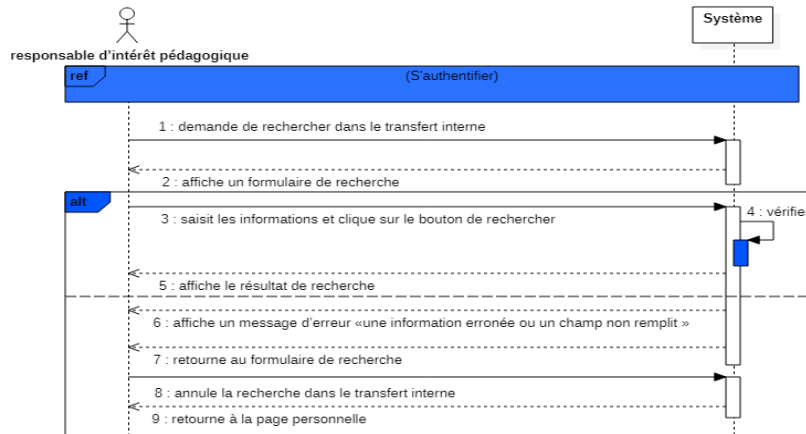 Système
responsable d'intérêt pédagogique
ref
(S'authentifier)
1 : demande de rechercher dans le transfert interne
2 : affiche un formulaire de recherche
alt
3 : saisit les informations et clique sur le bouton de rechercher
4 : vérifier
5 : affiche le résultat de recherche
6 : affiche un message d'erreur «une information erronée ou un champ non remplit »
7 : retourne au formulaire de recherche
8 : annule la recherche dans le transfert interne
9 : retourne à la page personnelle